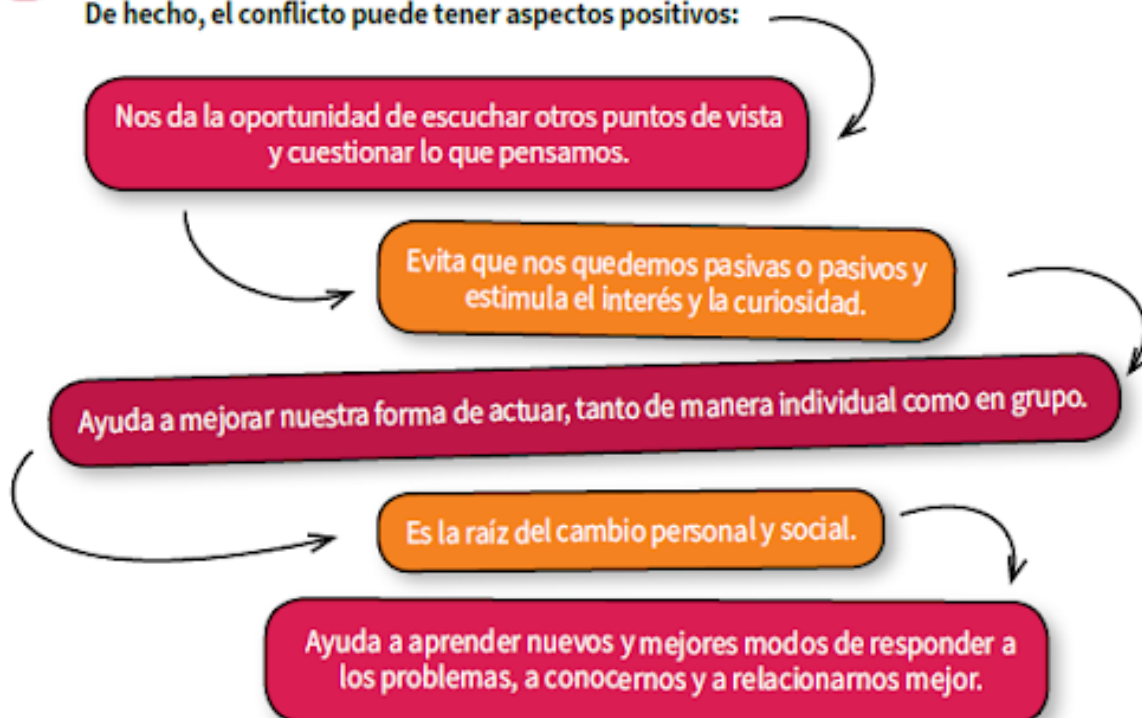 De hecho, el conflicto puede tener aspectos positivos:
Nos da la oportunidad de escuchar otros puntos de vista
y cuestionar lo que pensamos.
Evita que nos quedemos pasivas o pasivos y
estimula el interés y la curiosidad.
Ayuda a mejorar nuestra forma de actuar, tanto de manera individual como en grupo.
Es la raíz del cambio personal y social.
Ayuda a aprender nuevos y mejores modos de responder a
los problemas, a conocernos y a relacionarnos mejor.